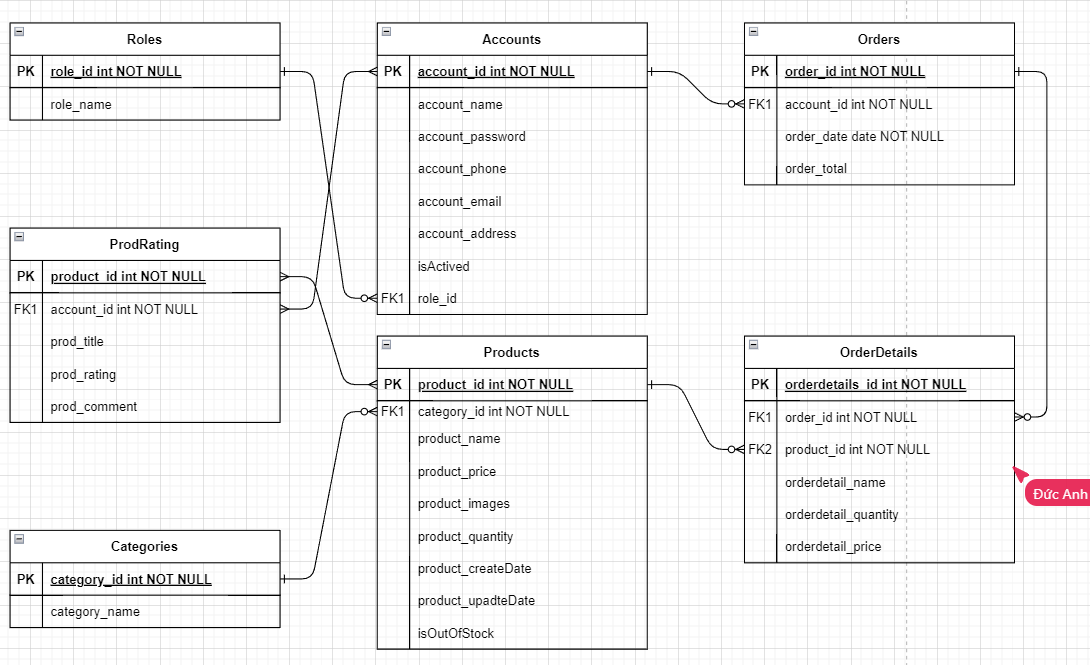 Roles
PK role_id int NOT NULL
role_name
Accounts
PK account_id int NOT NULL
account_name
account_password
account_phone
account_email
account_address
isActived
FK1 role_id
Orders
PK order_id int NOT NULL
FK1 account_id int NOT NULL
order_date date NOT NULL
order_total
ProdRating
PK product_id int NOT NULL
FK1 account_id int NOT NULL
prod_title
prod_rating
prod_comment
Products
PK product_id int NOT NULL
FK1 category_id int NOT NULL
product_name
product_price
product_images
product_quantity
product_createDate
product_upadteDate
isOutOfStock
OrderDetails
PK orderdetails_id int NOT NULL
FK1 order_id int NOT NULL
FK2 product_id int NOT NULL
orderdetail_name
orderdetail_quantity
orderdetail_price
Đức Anh
Categories
PK category_id int NOT NULL
category_name